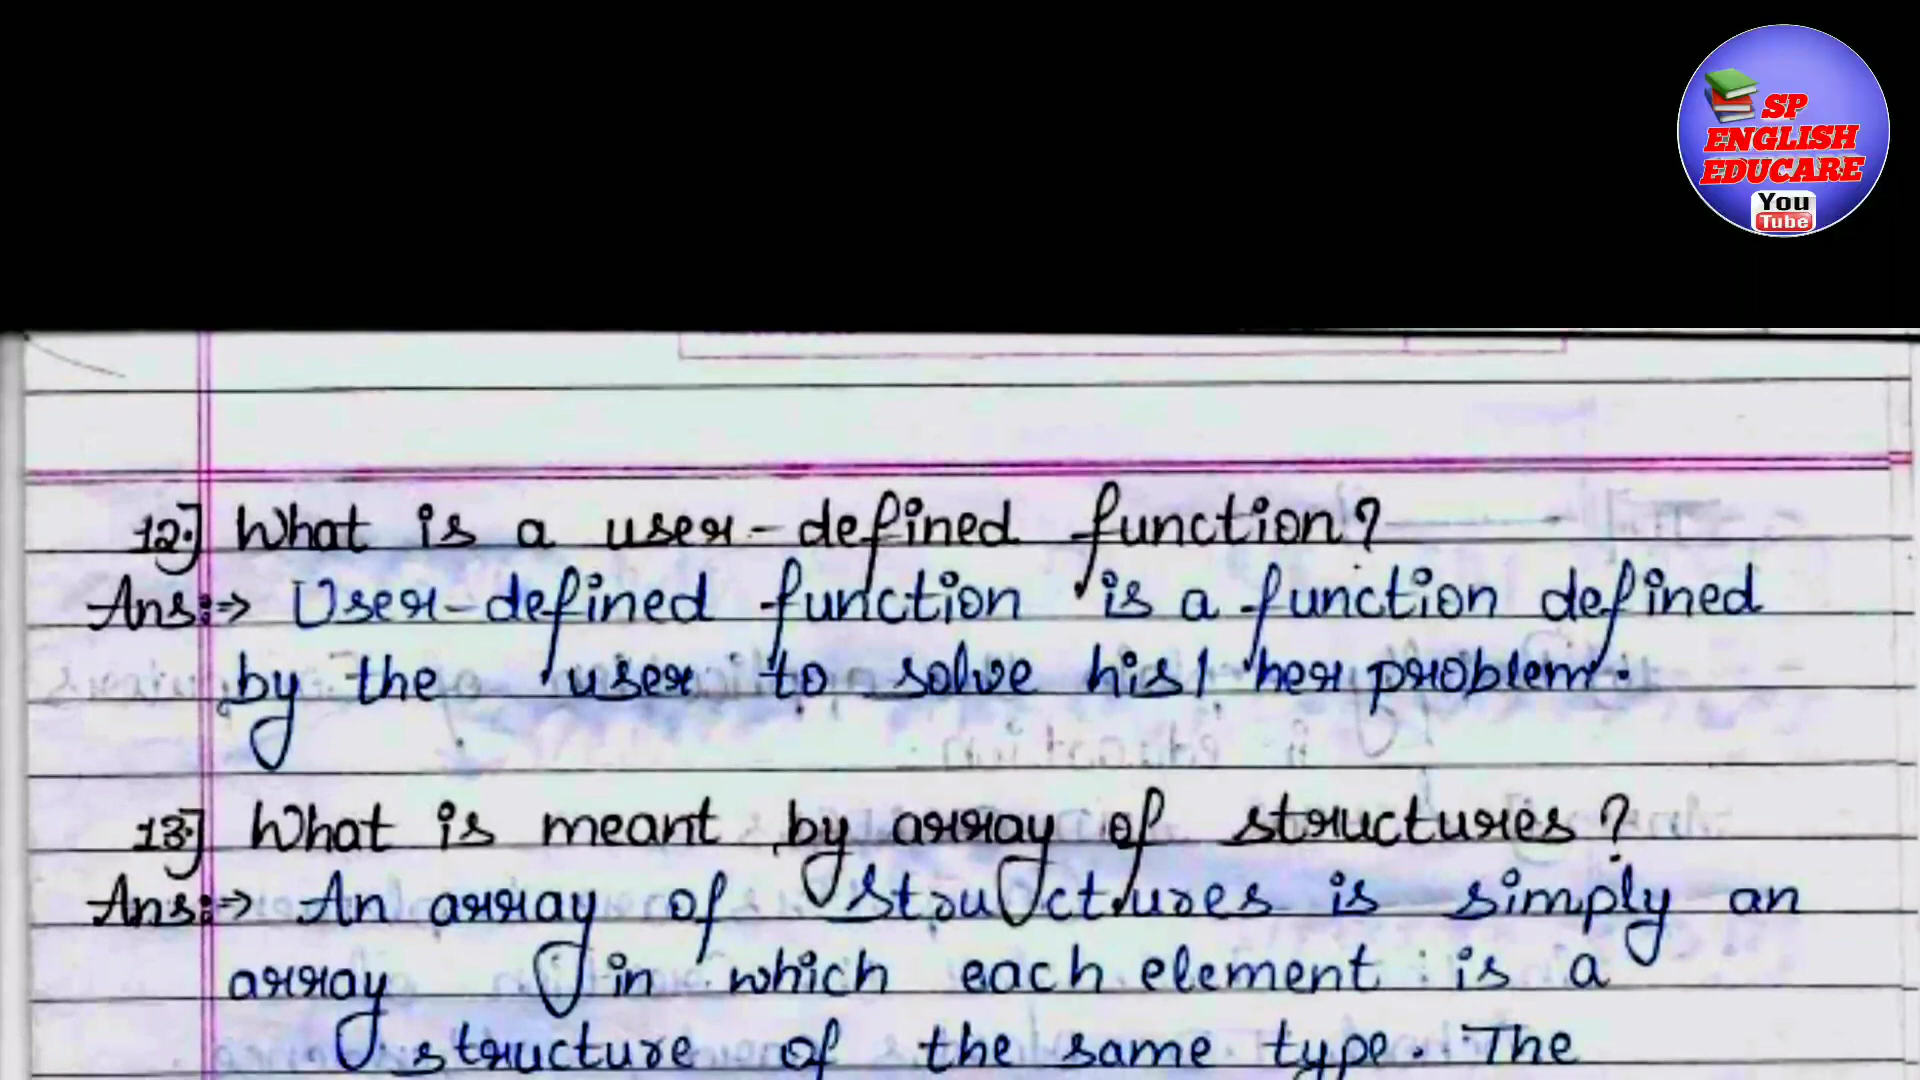 SP
ENGLISH
EDUCARE
You
Tube
12.] What is a user-defined function?
Ans:⇒ User-defined function is a function defined
by the user to solve his/ her problem.
13.] What is meant by array of structures?
Ans:⇒ An array of structures is simply an
array in which each element is a
structure of the same type. The